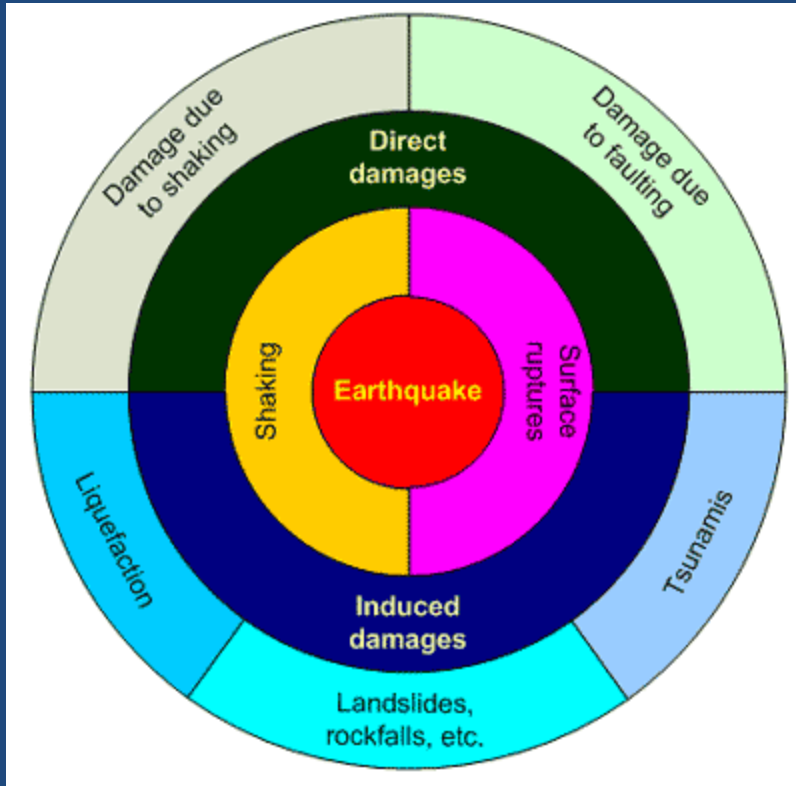 Damage due
to shaking
Damage due
to faulting
Direct
damages
Shaking
Earthquake
Surface
ruptures
Liquefaction
Tsunamis
Induced
damages
Landslides,
rockfalls, etc.